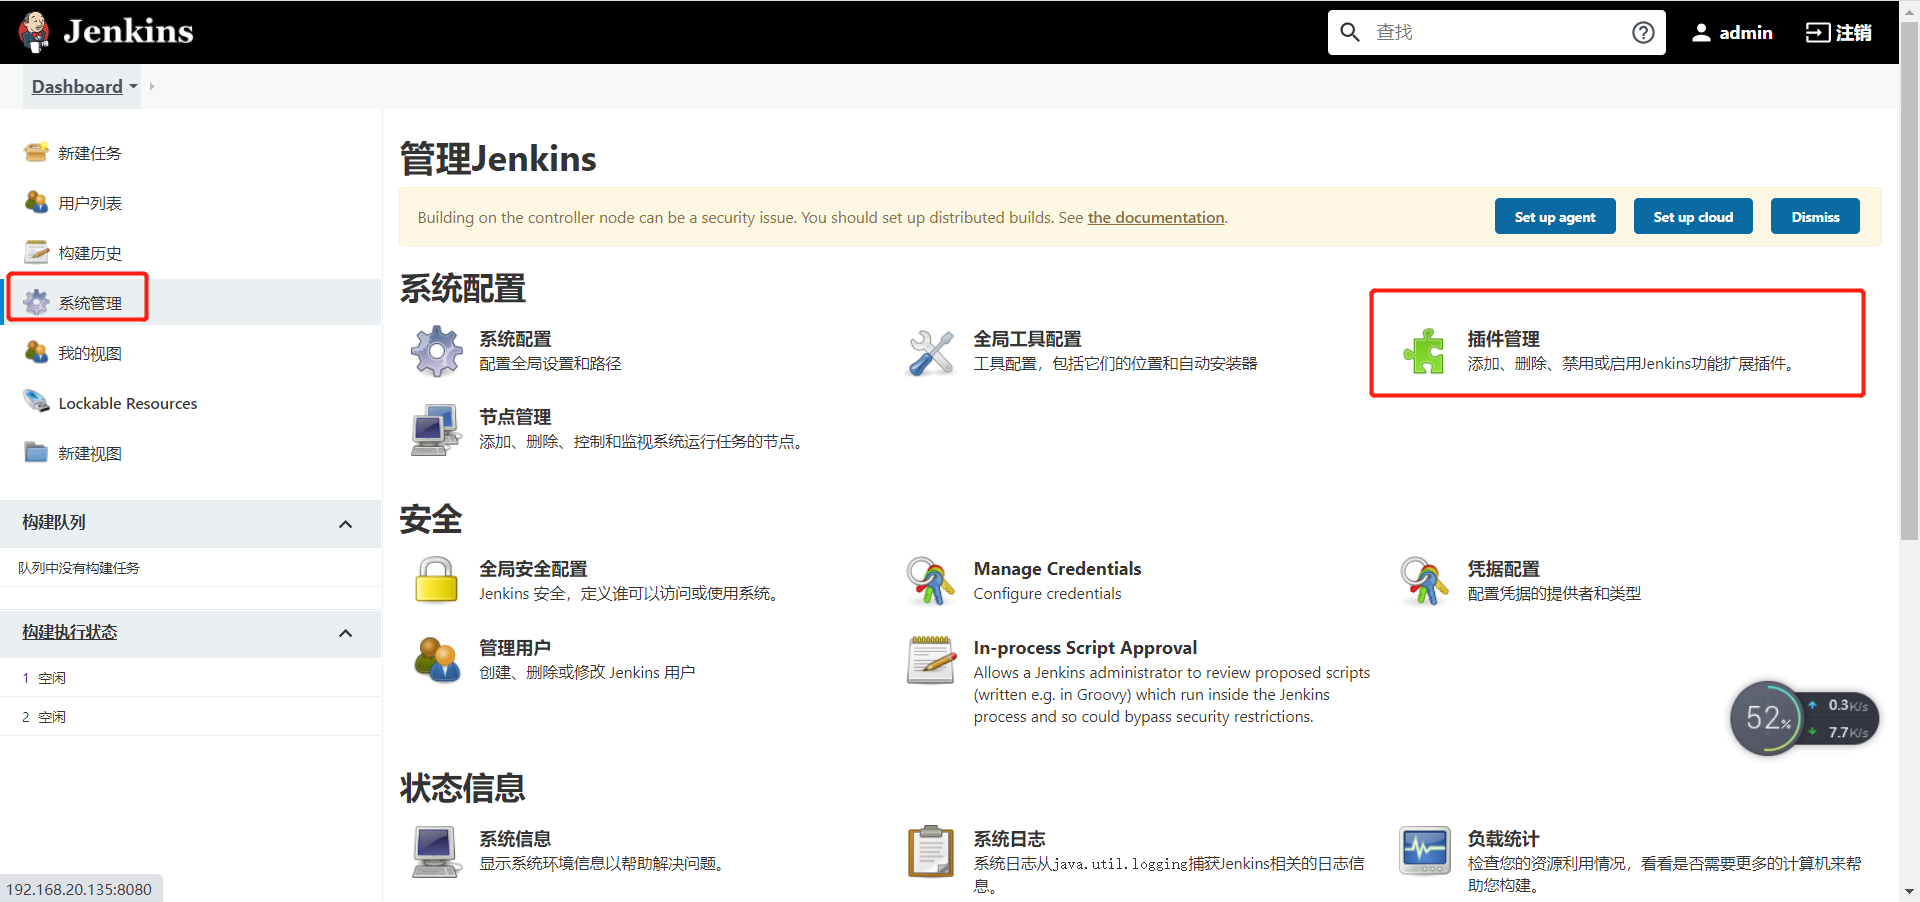 Jenkins
查找
admin
注销
Dashboard
新建任务
用户列表
构建历史
系统管理
我的视图
Lockable Resources
新建视图
构建队列
队列中没有构建任务
构建执行状态
1 空闲
2 空闲
管理Jenkins
Building on the controller node can be a security issue. You should set up distributed builds. See the documentation.
Set up agent
Set up cloud
Dismiss
系统配置
系统配置
配置全局设置和路径
全局工具配置
工具配置，包括它们的位置和自动安装器
插件管理
添加、删除、禁用或启用Jenkins功能扩展插件。
节点管理
添加、删除、控制和监视系统运行任务的节点。
安全
全局安全配置
Jenkins 安全，定义谁可以访问或使用系统。
Manage Credentials
Configure credentials
凭据配置
配置凭据的提供者和类型
管理用户
创建、删除或修改 Jenkins 用户
In-process Script Approval
Allows a Jenkins administrator to review proposed scripts
(written e.g. in Groovy) which run inside the Jenkins
process and so could bypass security restrictions.
52%
0.3K/s
7.7K/s
状态信息
系统信息
显示系统环境信息以帮助解决问题。
系统日志
系统日志从java.util.logging捕获Jenkins相关的日志信
息。
负载统计
检查您的资源利用情况，看看是否需要更多的计算机来帮
助您构建。
192.168.20.135:8080